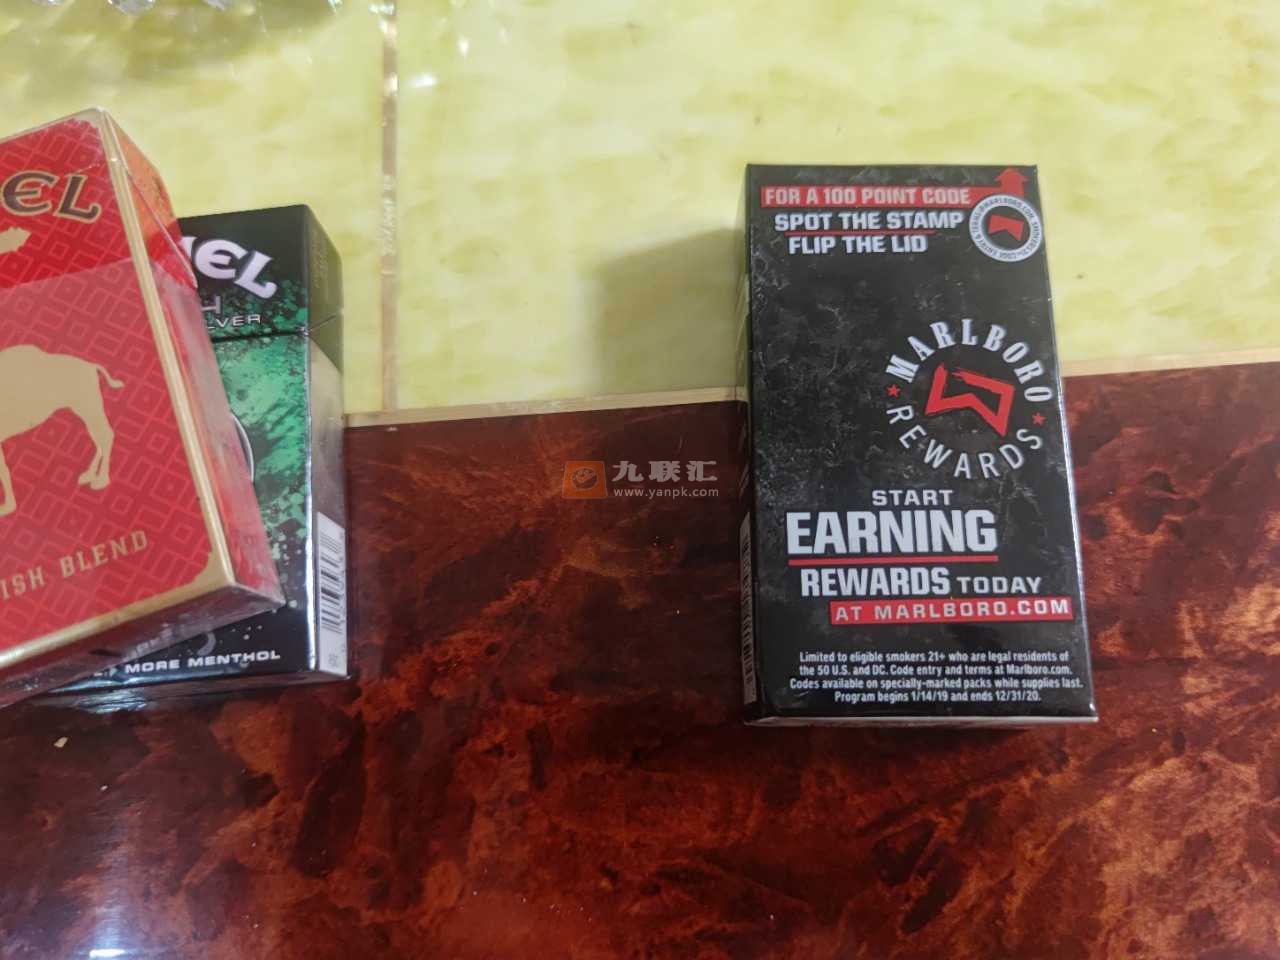 EL
ISH BLEND
MEL
H
LVER
MORE MENTHOL
九联汇
www.yanpk.com
FOR A 100 POINT CODE
SPOT THE STAMP
FLIP THE LID
MARLBORO
REWARDS
START
EARNING
REWARDS TODAY
AT MARLBORO.COM
Limited to eligible smokers 21+ who are legal residents of
the 50 U.S. and DC. Code entry and terms at Marlboro.com.
Codes available on specially-marked packs while supplies last.
Program begins 1/14/19 and ends 12/31/20.